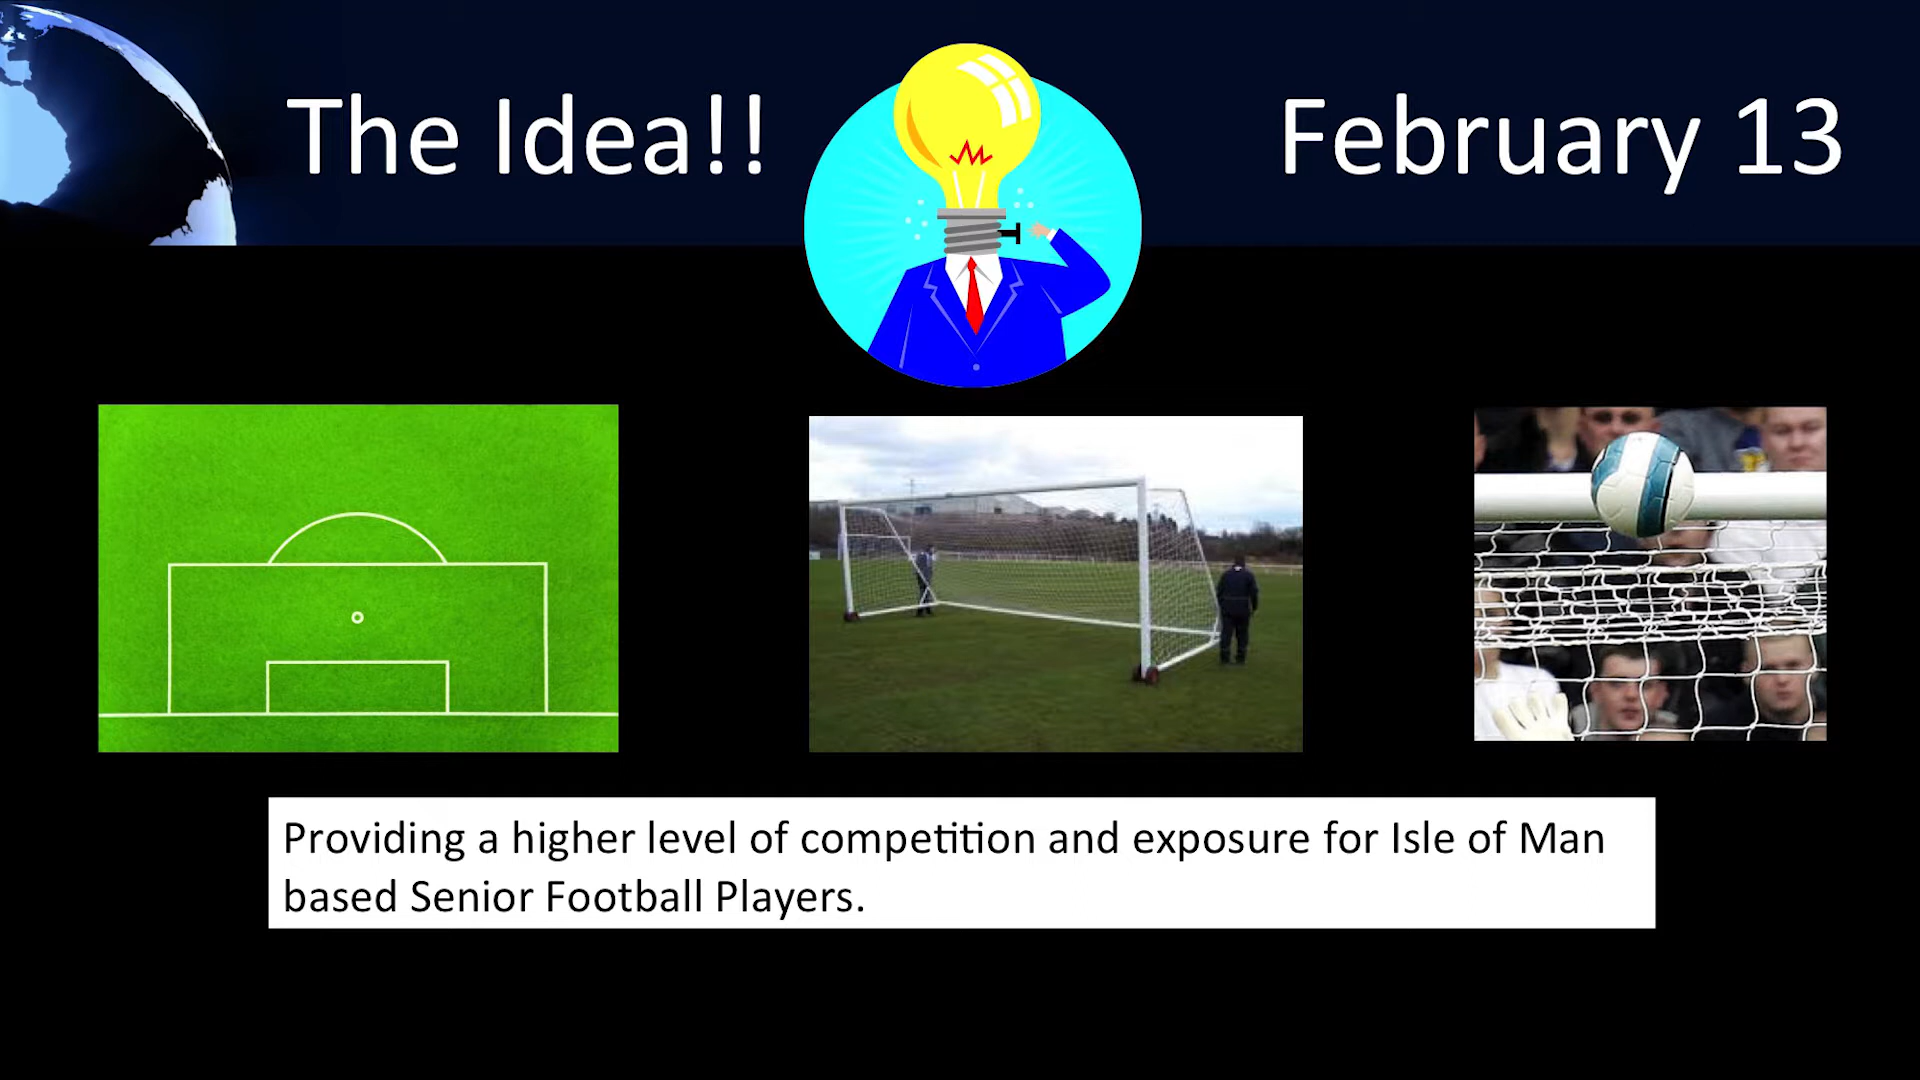 The Idea!!
February 13
Providing a higher level of competition and exposure for Isle of Man
based Senior Football Players.